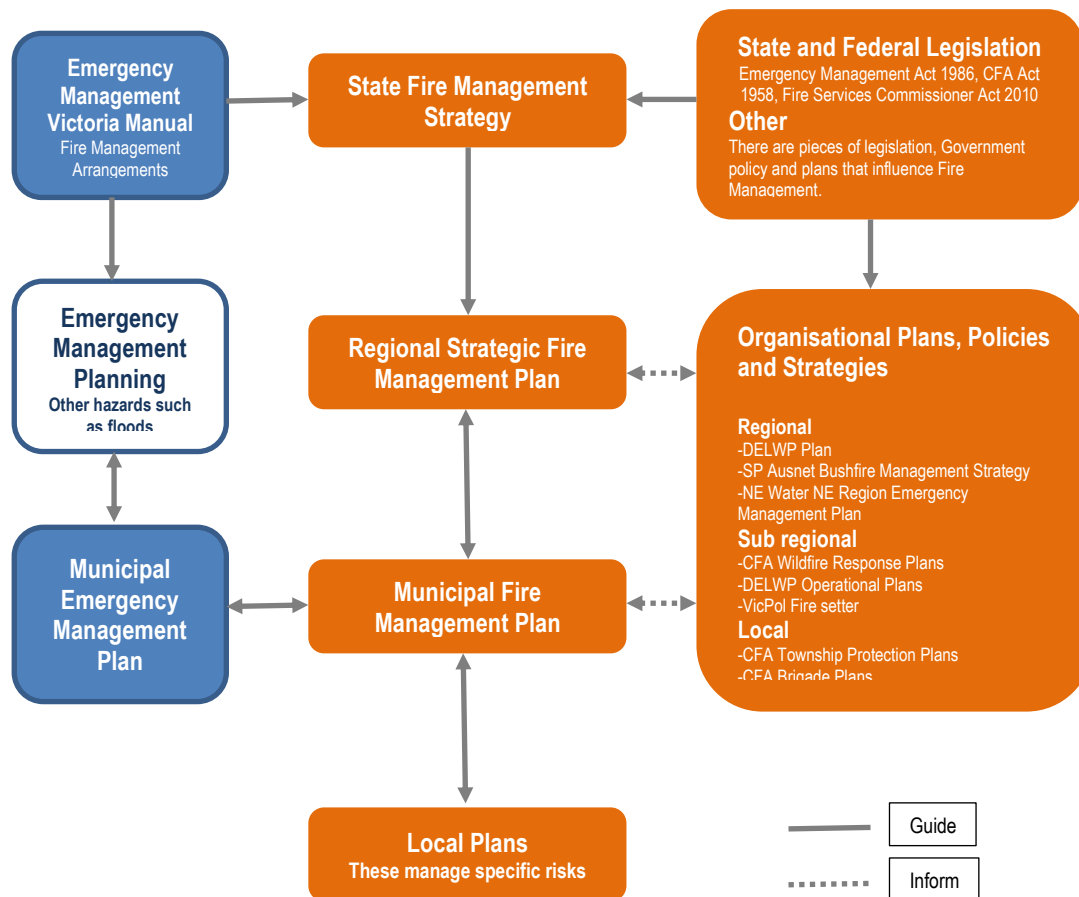 Emergency
Management
Victoria Manual
Fire Management
Arrangements
State Fire Management
Strategy
State and Federal Legislation
Emergency Management Act 1986, CFA Act
1958, Fire Services Commissioner Act 2010
Other
There are pieces of legislation, Government
policy and plans that influence Fire
Management.
Emergency
Management
Planning
Other hazards such
as floods
Regional Strategic Fire
Management Plan
Organisational Plans, Policies
and Strategies
Regional
-DELWP Plan
-SP Ausnet Bushfire Management Strategy
-NE Water NE Region Emergency
Management Plan
Sub regional
-CFA Wildfire Response Plans
-DELWP Operational Plans
-VicPol Fire setter
Local
-CFA Township Protection Plans
-CFA Brigade Plans
Municipal
Emergency
Management
Plan
Municipal Fire
Management Plan
Local Plans
These manage specific risks
Guide
Inform